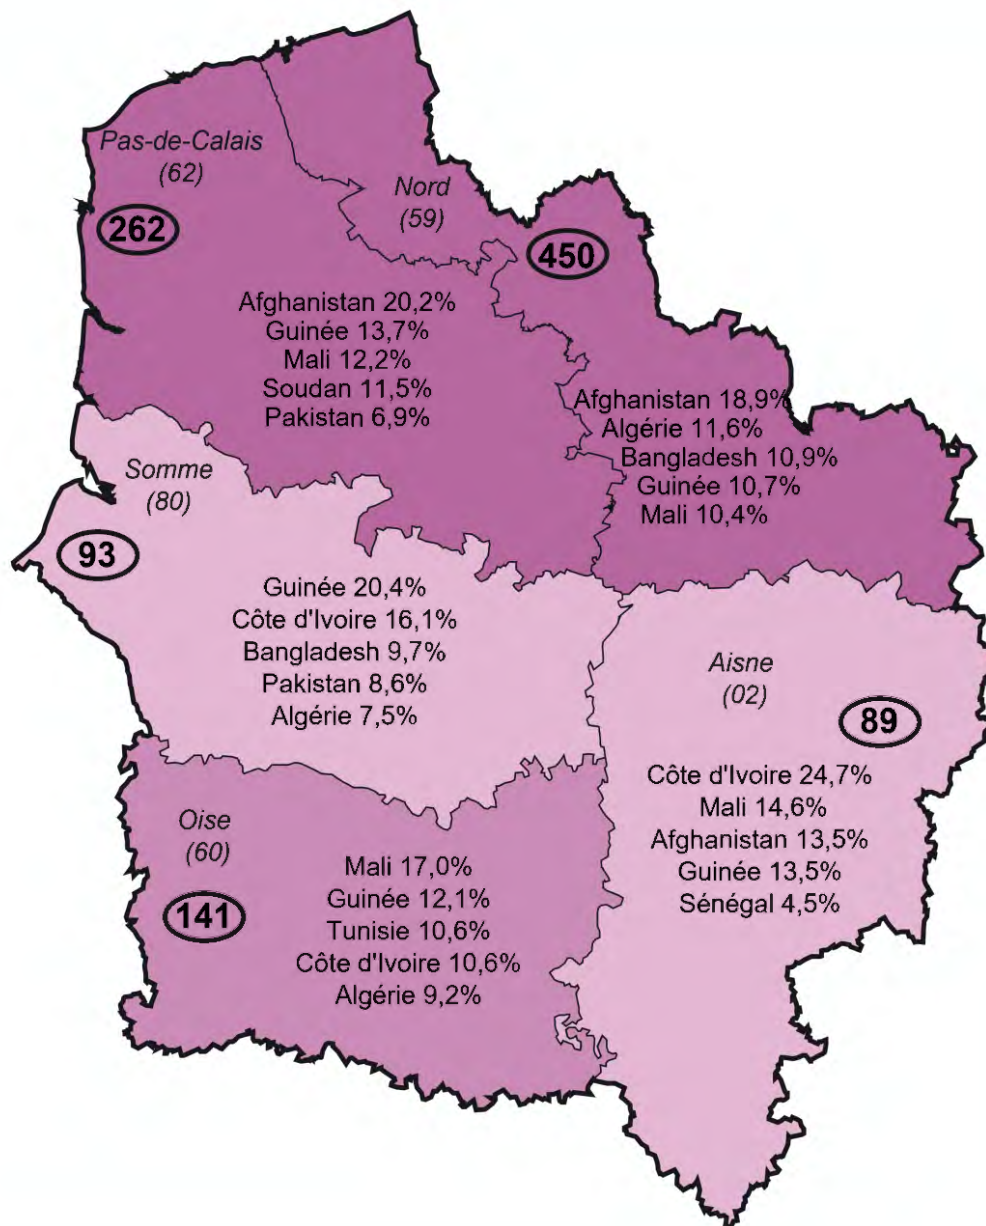 Pas-de-Calais
(62)
262
Nord
(59)
450
Afghanistan 20,2%
Guinée 13,7%
Mali 12,2%
Soudan 11,5%
Pakistan 6,9%
Afghanistan 18,9%
Algérie 11,6%
Bangladesh 10,9%
Guinée 10,7%
Mali 10,4%
Somme
(80)
93
Guinée 20,4%
Côte d'Ivoire 16,1%
Bangladesh 9,7%
Pakistan 8,6%
Algérie 7,5%
Aisne
(02)
89
Côte d'Ivoire 24,7%
Mali 14,6%
Afghanistan 13,5%
Guinée 13,5%
Sénégal 4,5%
Oise
(60)
141
Mali 17,0%
Guinée 12,1%
Tunisie 10,6%
Côte d'Ivoire 10,6%
Algérie 9,2%